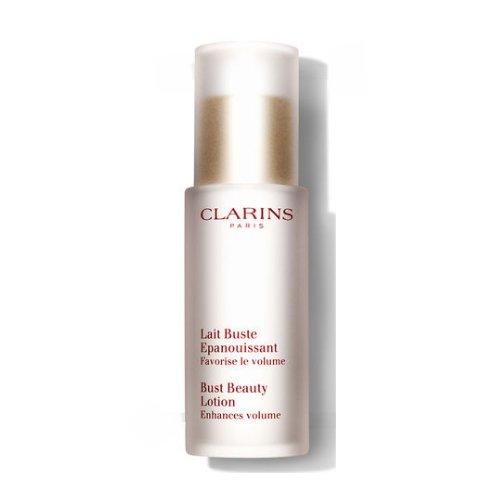 CLARINS
PARIS
Lait Buste
Epanouissant
Favorise le volume
Bust Beauty
Lotion
Enhances volume